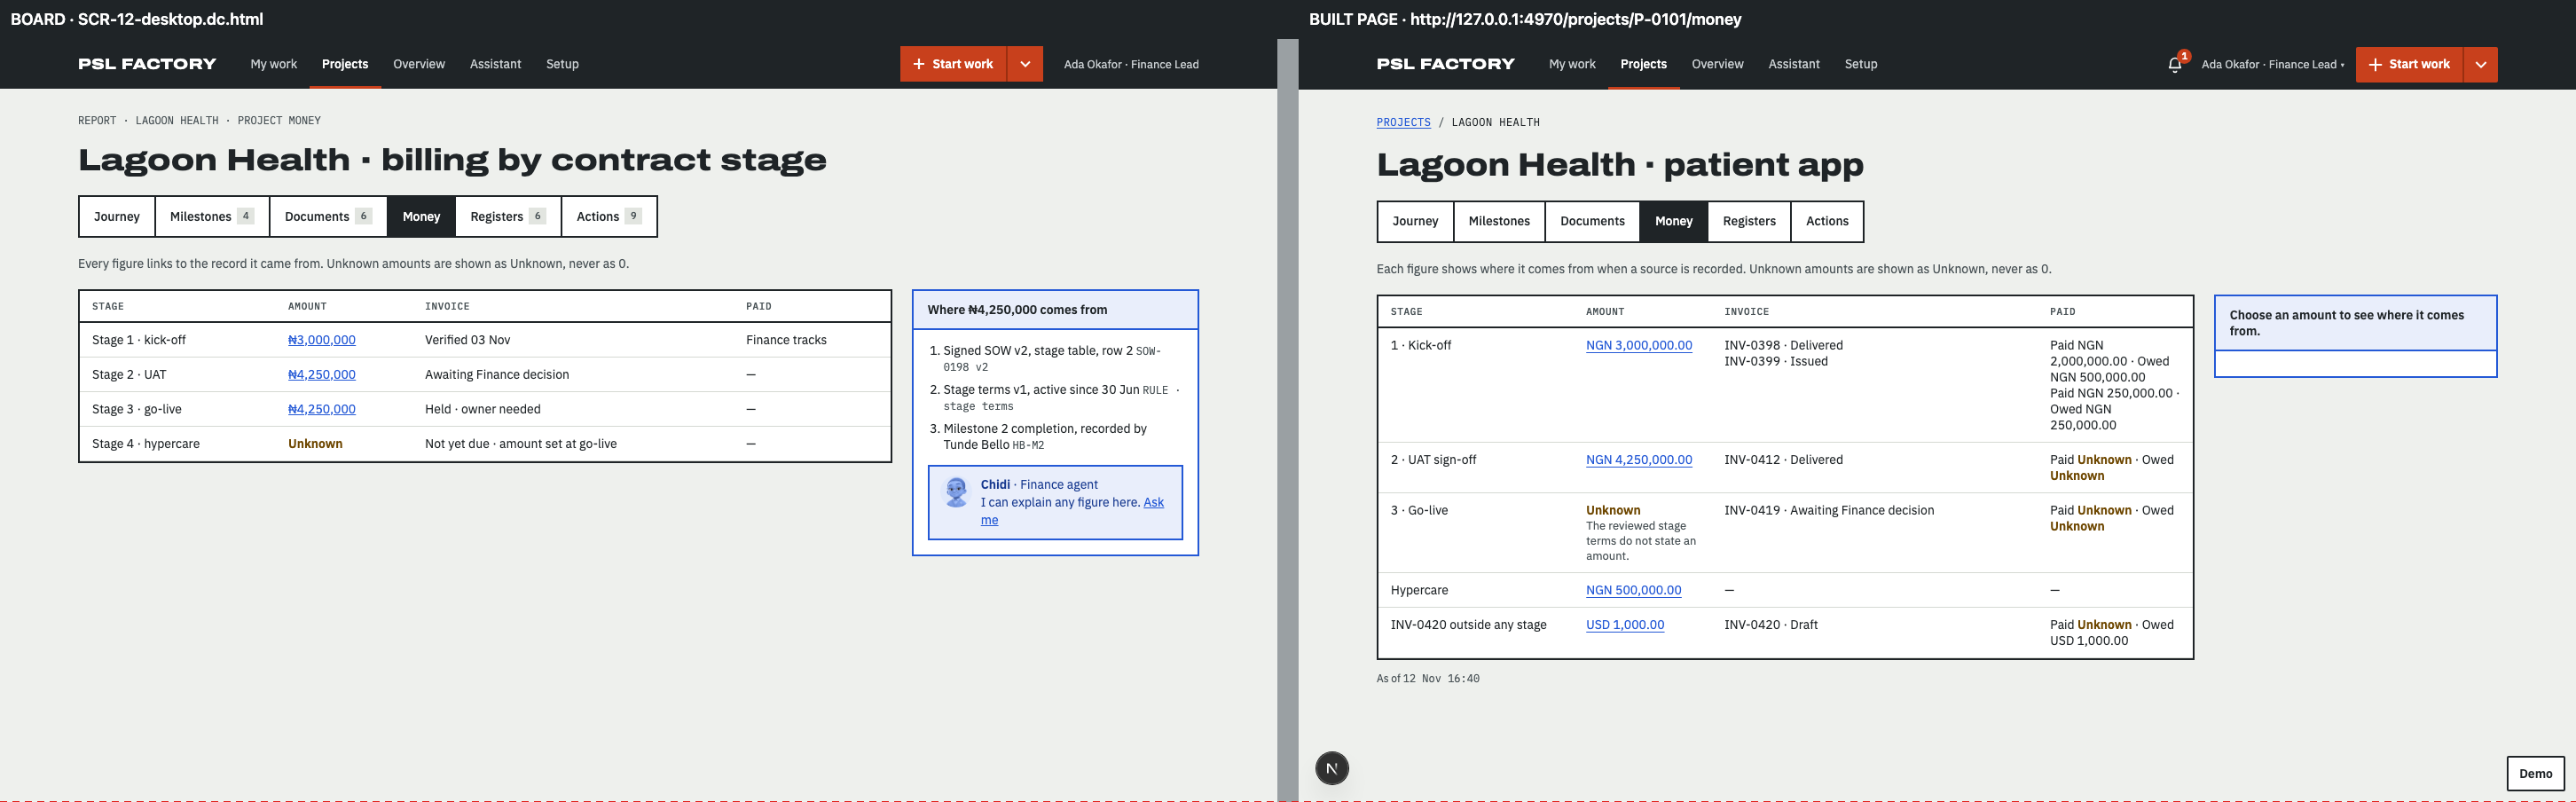 BOARD · SCR-12-desktop.dc.html
PSL FACTORY
My work
Projects
Overview
Assistant
Setup
+ Start work
Ada Okafor · Finance Lead
REPORT · LAGOON HEALTH · PROJECT MONEY
Lagoon Health · billing by contract stage
Journey
Milestones 4
Documents 6
Money
Registers 6
Actions 9
Every figure links to the record it came from. Unknown amounts are shown as Unknown, never as 0.
STAGE AMOUNT INVOICE PAID
Stage 1 · kick-off ₦3,000,000 Verified 03 Nov Finance tracks
Stage 2 · UAT ₦4,250,000 Awaiting Finance decision —
Stage 3 · go-live ₦4,250,000 Held · owner needed —
Stage 4 · hypercare Unknown Not yet due · amount set at go-live —
Where ₦4,250,000 comes from
1. Signed SOW v2, stage table, row 2 SOW-
0198 v2
2. Stage terms v1, active since 30 Jun RULE ·
stage terms
3. Milestone 2 completion, recorded by
Tunde Bello HB-M2
Chidi · Finance agent
I can explain any figure here. Ask
me
BUILT PAGE · http://127.0.0.1:4970/projects/P-0101/money
PSL FACTORY
My work
Projects
Overview
Assistant
Setup
1
Ada Okafor · Finance Lead
+ Start work
PROJECTS / LAGOON HEALTH
Lagoon Health · patient app
Journey
Milestones
Documents
Money
Registers
Actions
Each figure shows where it comes from when a source is recorded. Unknown amounts are shown as Unknown, never as 0.
STAGE AMOUNT INVOICE PAID
1 · Kick-off NGN 3,000,000.00 INV-0398 · Delivered Paid NGN
INV-0399 · Issued 2,000,000.00 · Owed
NGN 500,000.00
Paid NGN 250,000.00 ·
Owed NGN
250,000.00
2 · UAT sign-off NGN 4,250,000.00 INV-0412 · Delivered Paid Unknown · Owed
Unknown
3 · Go-live Unknown INV-0419 · Awaiting Finance decision Paid Unknown · Owed
The reviewed stage Unknown
terms do not state an
amount.
Hypercare NGN 500,000.00 — —
INV-0420 outside any stage USD 1,000.00 INV-0420 · Draft Paid Unknown · Owed
USD 1,000.00
Choose an amount to see where it comes
from.
As of 12 Nov 16:40
N
Demo